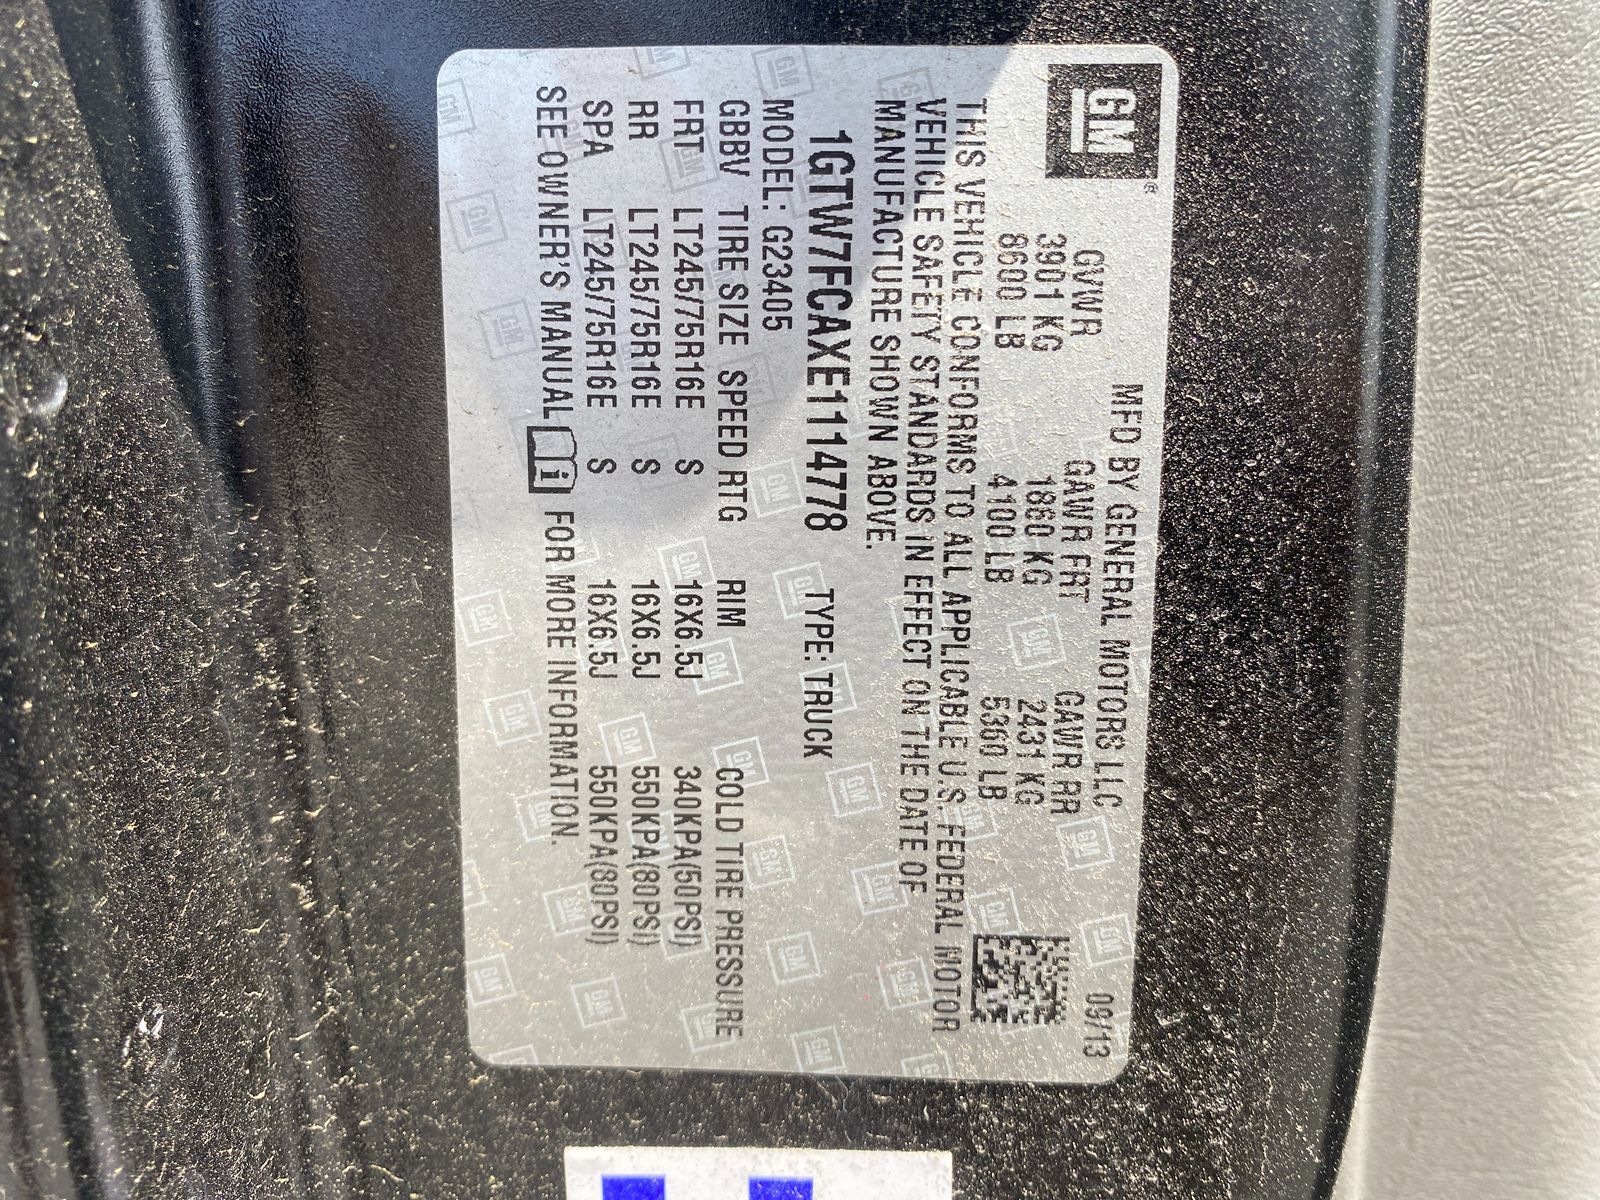 GM®
MFD BY GENERAL MOTORS LLC 09/13
GVWR GAWR FRT GAWR RR
3901 KG 1860 KG 2431 KG
8600 LB 4100 LB 5360 LB
THIS VEHICLE CONFORMS TO ALL APPLICABLE U.S. FEDERAL MOTOR
VEHICLE SAFETY STANDARDS IN EFFECT ON THE DATE OF
MANUFACTURE SHOWN ABOVE.
1GTW7FCAXE1114778 TYPE: TRUCK
MODEL: G23405
GBBV TIRE SIZE SPEED RTG RIM COLD TIRE PRESSURE
FRT LT245/75R16E S 16X6.5J 340KPA(50PSI)
RR LT245/75R16E S 16X6.5J 550KPA(80PSI)
SPA LT245/75R16E S 16X6.5J 550KPA(80PSI)
SEE OWNER'S MANUAL i FOR MORE INFORMATION.